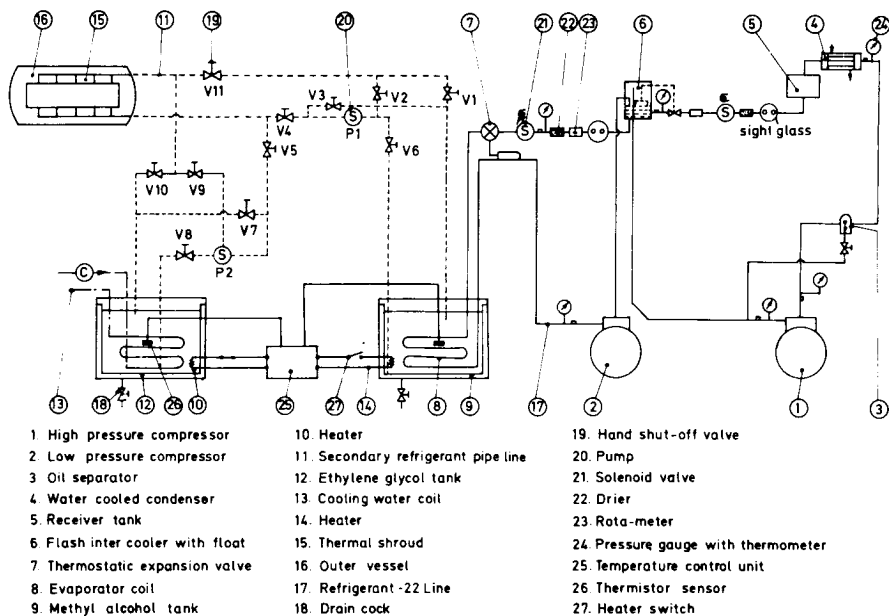 16 15 11 19 20 7 21 22 23 6 5 4 24
V11
V3 V2 V1
V4 P1
S S S
sight glass
V5 V6
V10 V9
V7
V8 S
P2
C
13 18 12 26 10 25 27 14 8 9 17 2 1 3
1. High pressure compressor
2. Low pressure compressor
3 Oil separator
4. Water cooled condenser
5. Receiver tank
6. Flash inter cooler with float
7. Thermostatic expansion valve
8. Evaporator coil
9. Methyl alcohol tank
10. Heater
11. Secondary refrigerant pipe line
12. Ethylene glycol tank
13. Cooling water coil
14. Heater
15. Thermal shroud
16. Outer vessel
17. Refrigerant -22 Line
18. Drain cock
19. Hand shut-off valve
20. Pump
21. Solenoid valve
22. Drier
23. Rota-meter
24. Pressure gauge with thermometer
25. Temperature control unit
26. Thermistor sensor
27. Heater switch